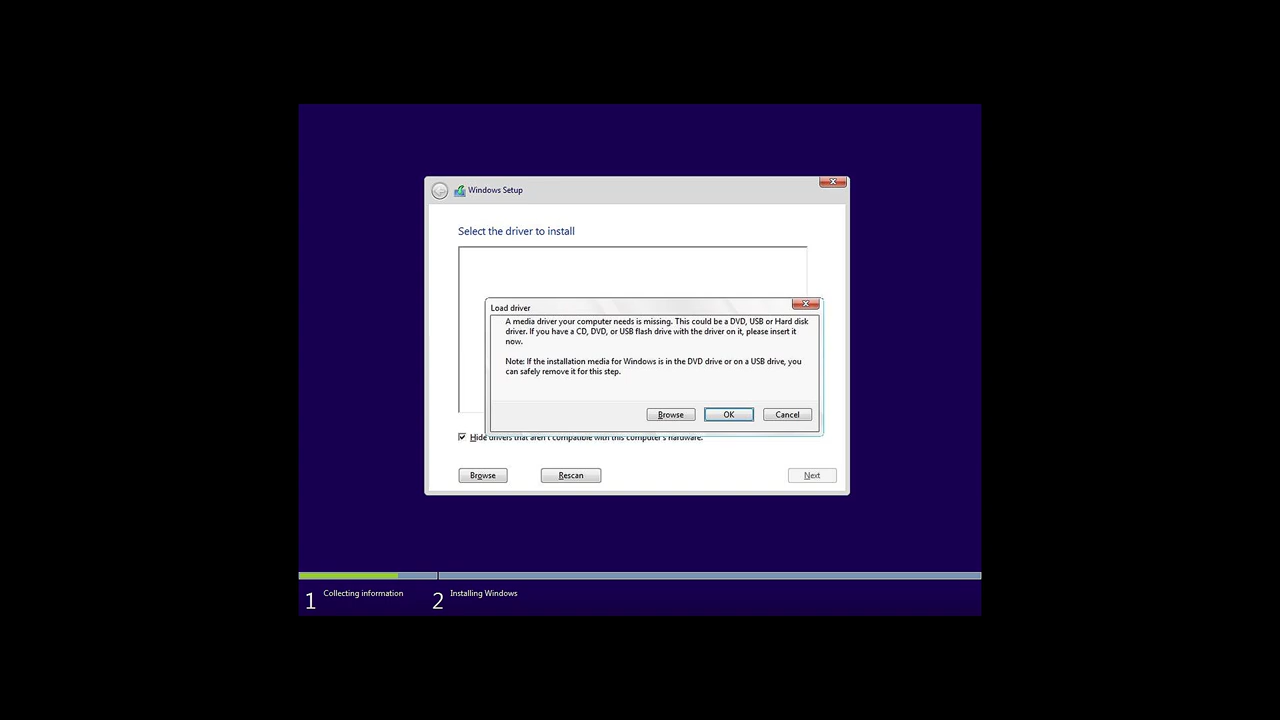 Windows Setup
Select the driver to install
Load driver
A media driver your computer needs is missing. This could be a DVD, USB or Hard disk
driver. If you have a CD, DVD, or USB flash drive with the driver on it, please insert it
now.
Note: If the installation media for Windows is in the DVD drive or on a USB drive, you
can safely remove it for this step.
Browse OK Cancel
Hide drivers that aren't compatible with this computer's hardware.
Browse Rescan Next
1 Collecting information 2 Installing Windows